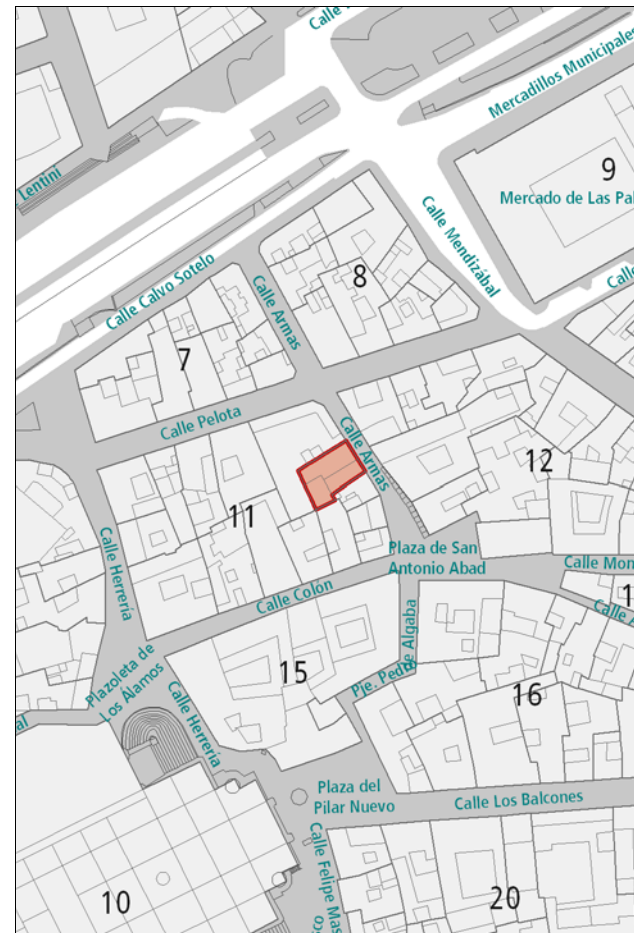 Calle
Mercadillos Municipales
9
Mercado de Las Pal
Lentini
Calle Mendizábal
Calle
Calle Calvo Sotelo
Calle Armas
8
7
Calle Pelota
Calle Armas
12
11
Calle Herrería
Plaza de San
Antonio Abad
Calle Mon
Calle Colón
Calle A
Pje. Pedro de Algaba
15
16
Plazoleta de
Los Álamos
Calle Herrería
Plaza del
Pilar Nuevo
Calle Los Balcones
Calle Felipe Mas
10
20